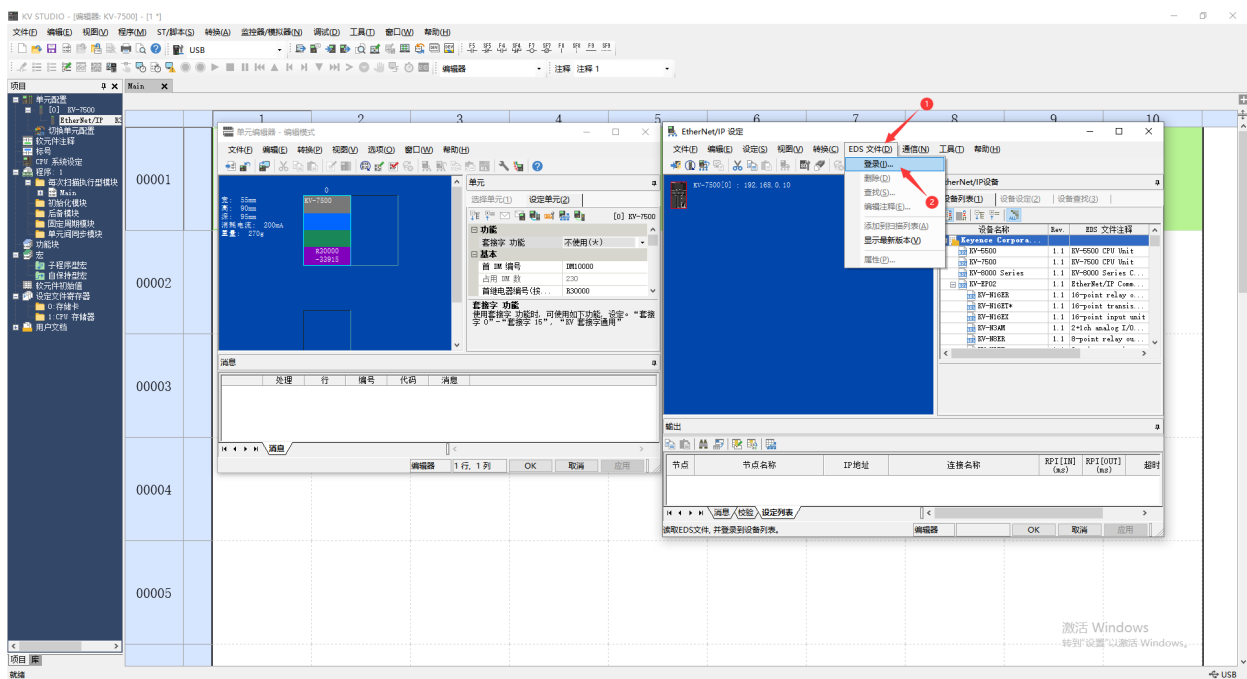 KV STUDIO - [编辑器: KV-7500] - [1 *]
文件(F) 编辑(E) 视图(V) 程序(M) ST/脚本(S) 转换(A) 监控器/模拟器(N) 调试(D) 工具(T) 窗口(W) 帮助(H)
USB
编辑器 注释 注释 1
项目
Main
单元配置
[0] KV-7500
EtherNet/IP R3
切换单元配置
软元件注释
标号
CPU 系统设定
程序: 1
每次扫描执行型模块
Main
初始化模块
后备模块
固定周期模块
单元间同步模块
功能块
宏
子程序型宏
自保持型宏
软元件初始值
设定文件寄存器
0:存储卡
1:CPU 存储器
用户文档
项目 库
就绪
USB
1 2 3 4 5 6 7 8 9 10
00001
00002
00003
00004
00005
单元编辑器 - 编辑模式
文件(F) 编辑(E) 转换(P) 视图(V) 选项(O) 窗口(W) 帮助(H)
宽: 55mm
高: 90mm
深: 95mm
消耗电流: 200mA
重量: 270g
0
KV-7500
R30000
-33915
单元
选择单元(1) 设定单元(2)
[0] KV-7500
功能
套接字 功能 不使用(*)
基本
首 DM 编号 DM10000
占用 DM 数 230
首继电器编号(按... R30000
套接字 功能
使用套接字 功能时, 可使用如下功能。设定。“套接
字 0”-“套接字 15”, “KV 套接字通用”
消息
处理 行 编号 代码 消息
消息
编辑器 1 行, 1 列 OK 取消 应用
EtherNet/IP 设定
文件(F) 编辑(E) 设定(S) 视图(V) 转换(C) EDS 文件(D) 通信(N) 工具(T) 帮助(H)
1
2
KV-7500[0] : 192.168.0.10
登录(I)...
删除(D)
查找(S)...
编辑注释(E)...
添加到扫描列表(A)
显示最新版本(V)
属性(P)...
herNet/IP设备
备列表(1) 设备设定(2) 设备查找(3)
设备名称 Rev. EDS 文件注释
Keyence Corpora...
KV-5500 1.1 KV-5500 CPU Unit
KV-7500 1.1 KV-7500 CPU Unit
KV-8000 Series 1.1 KV-8000 Series C...
KV-EP02 1.1 EtherNet/IP Comm...
KV-N16ER 1.1 16-point relay o...
KV-N16ET* 1.1 16-point transis...
KV-N16EX 1.1 16-point input unit
KV-N3AM 1.1 2+1ch analog I/O...
KV-N8ER 1.1 8-point relay ou...
输出
节点 节点名称 IP地址 连接名称 RPI[IN] (ms) RPI[OUT] (ms) 超时
消息 校验 设定列表
读取EDS文件, 并登录到设备列表。
编辑器 OK 取消 应用
激活 Windows
转到"设置"以激活 Windows。